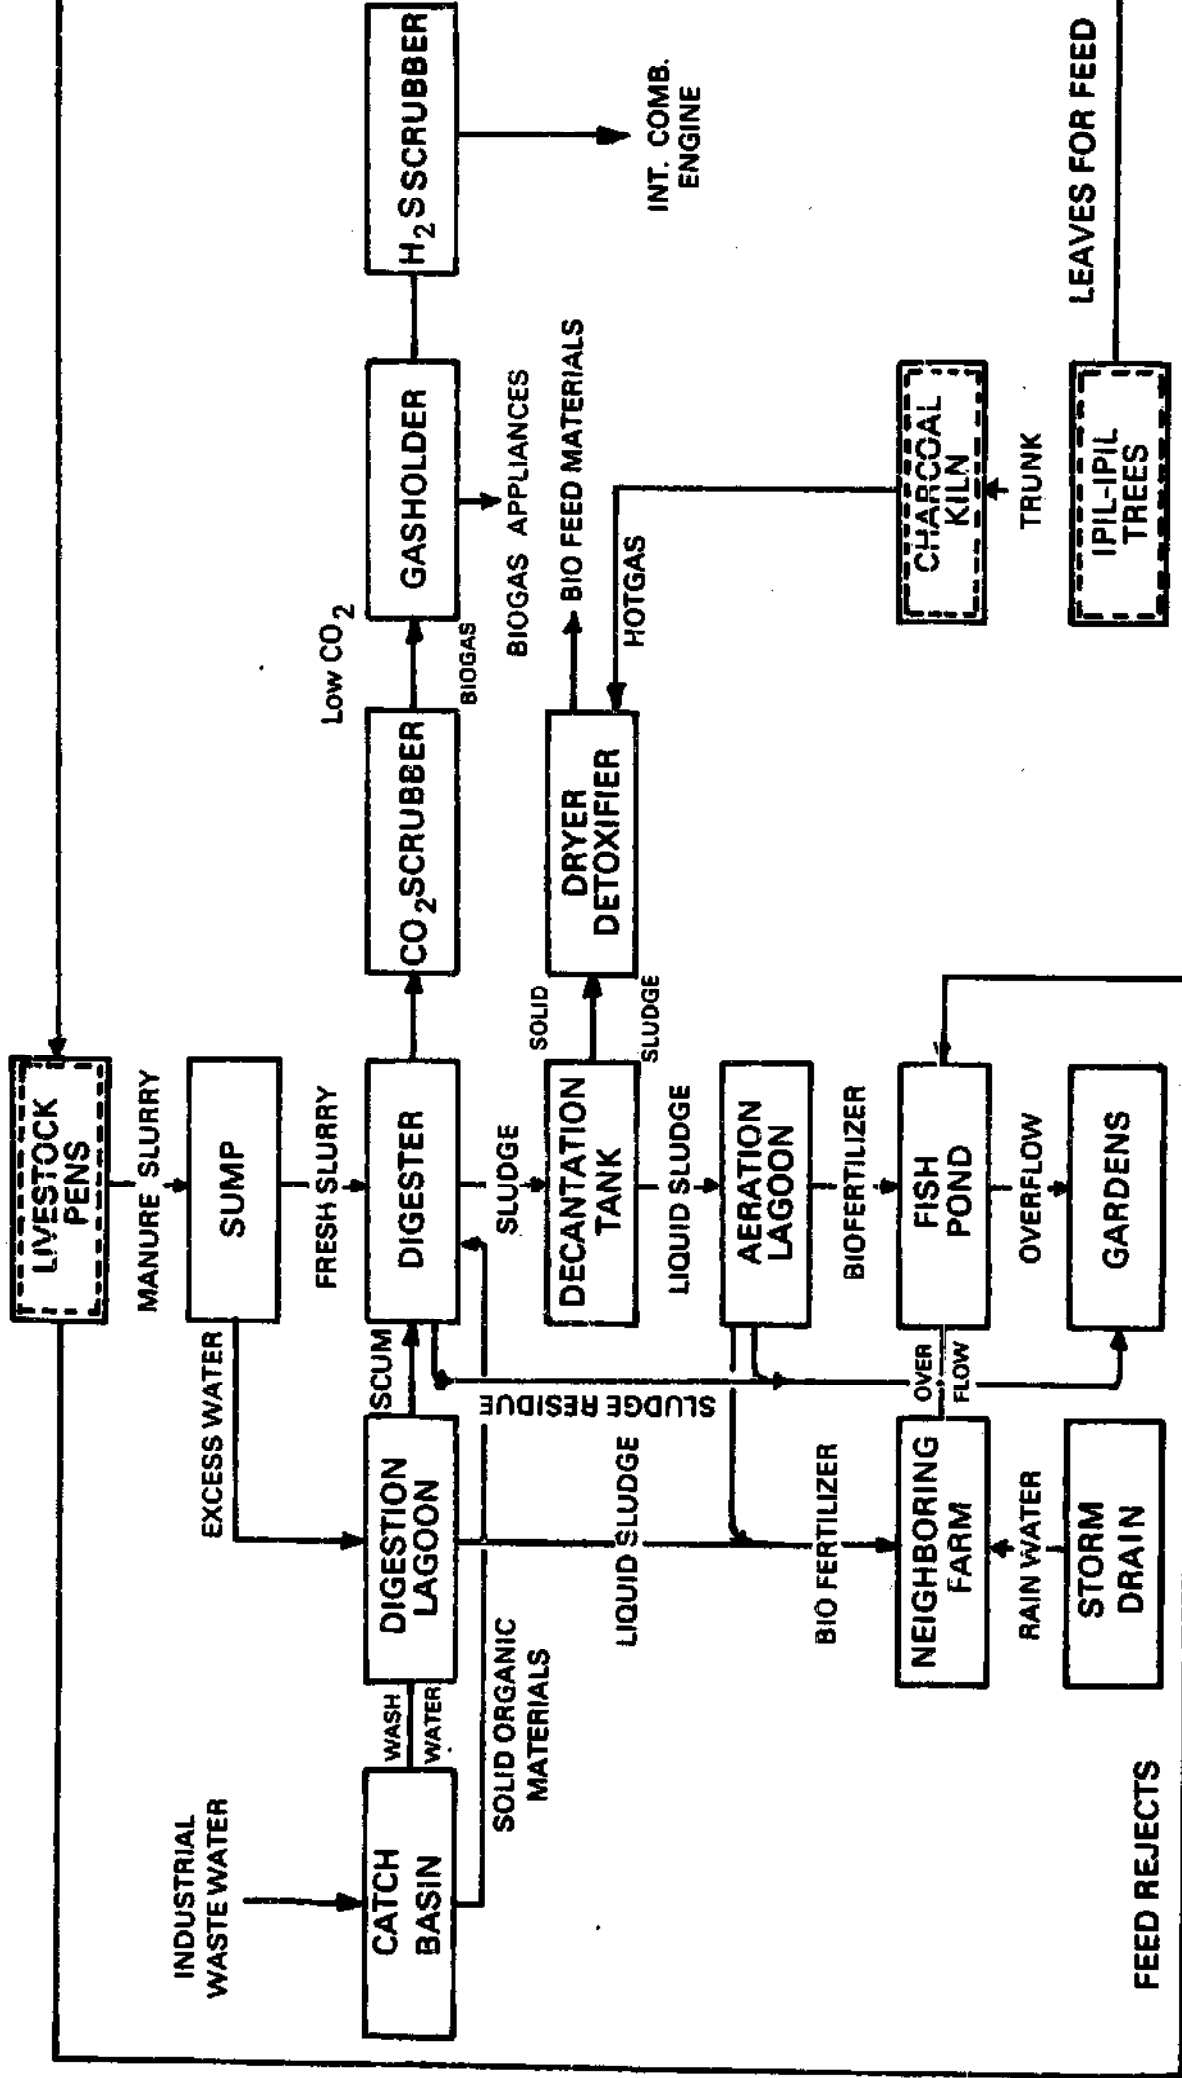 LIVESTOCK
PENS
MANURE SLURRY
SUMP
EXCESS WATER
FRESH SLURRY
INDUSTRIAL
WASTE WATER
CATCH
BASIN
WASH
WATER
DIGESTION
LAGOON
SCUM
DIGESTER
CO2 SCRUBBER
Low CO2
BIOGAS
GASHOLDER
H2S SCRUBBER
BIOGAS APPLIANCES
INT. COMB.
ENGINE
SOLID ORGANIC
MATERIALS
SLUDGE RESIDUE
SLUDGE
DECANTATION
TANK
SOLID
SLUDGE
DRYER
DETOXIFIER
BIO FEED MATERIALS
HOTGAS
LIQUID SLUDGE
LIQUID SLUDGE
AERATION
LAGOON
BIO FERTILIZER
BIOFERTILIZER
NEIGHBORING
FARM
OVER
FLOW
FISH
POND
CHARCOAL
KILN
RAIN WATER
OVERFLOW
TRUNK
STORM
DRAIN
GARDENS
IPIL-IPIL
TREES
LEAVES FOR FEED
FEED REJECTS